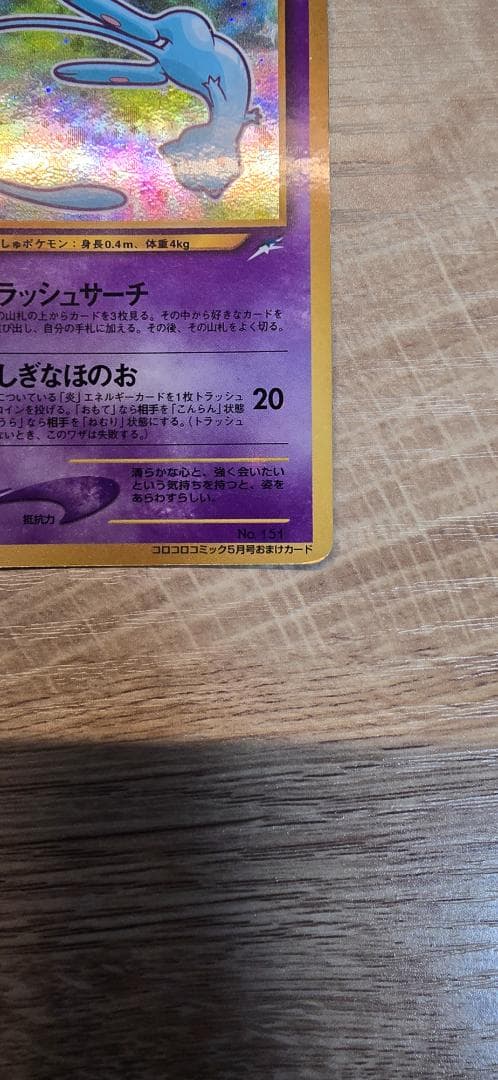 しゅポケモン：身長0.4m、体重4kg
ラッシュサーチ
の山札の上からカードを3枚見る。その中から好きなカードを
び出し、自分の手札に加える。その後、その山札をよく切る。
しぎなほのお
20
についている「炎」エネルギーカードを1枚トラッシュ
コインを投げる。「おもて」なら相手を「こんらん」状態
うら」なら相手を「ねむり」状態にする。（トラッシュ
ないとき、このワザは失敗する。）
清らかな心と、強く会いたい
という気持ちを持つと、姿を
あらわすらしい。
抵抗力
No.151
コロコロコミック5月号おまけカード